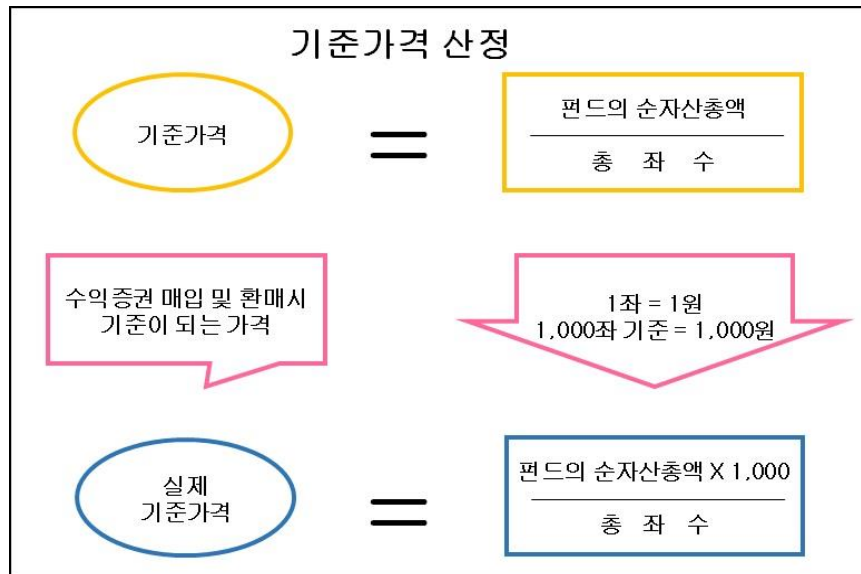 기준가격 산정
기준가격
=
펀드의 순자산총액
총 좌 수
수익증권 매입 및 환매시
기준이 되는 가격
1좌 = 1원
1,000좌 기준 = 1,000원
실제
기준가격
=
펀드의 순자산총액 X 1,000
총 좌 수